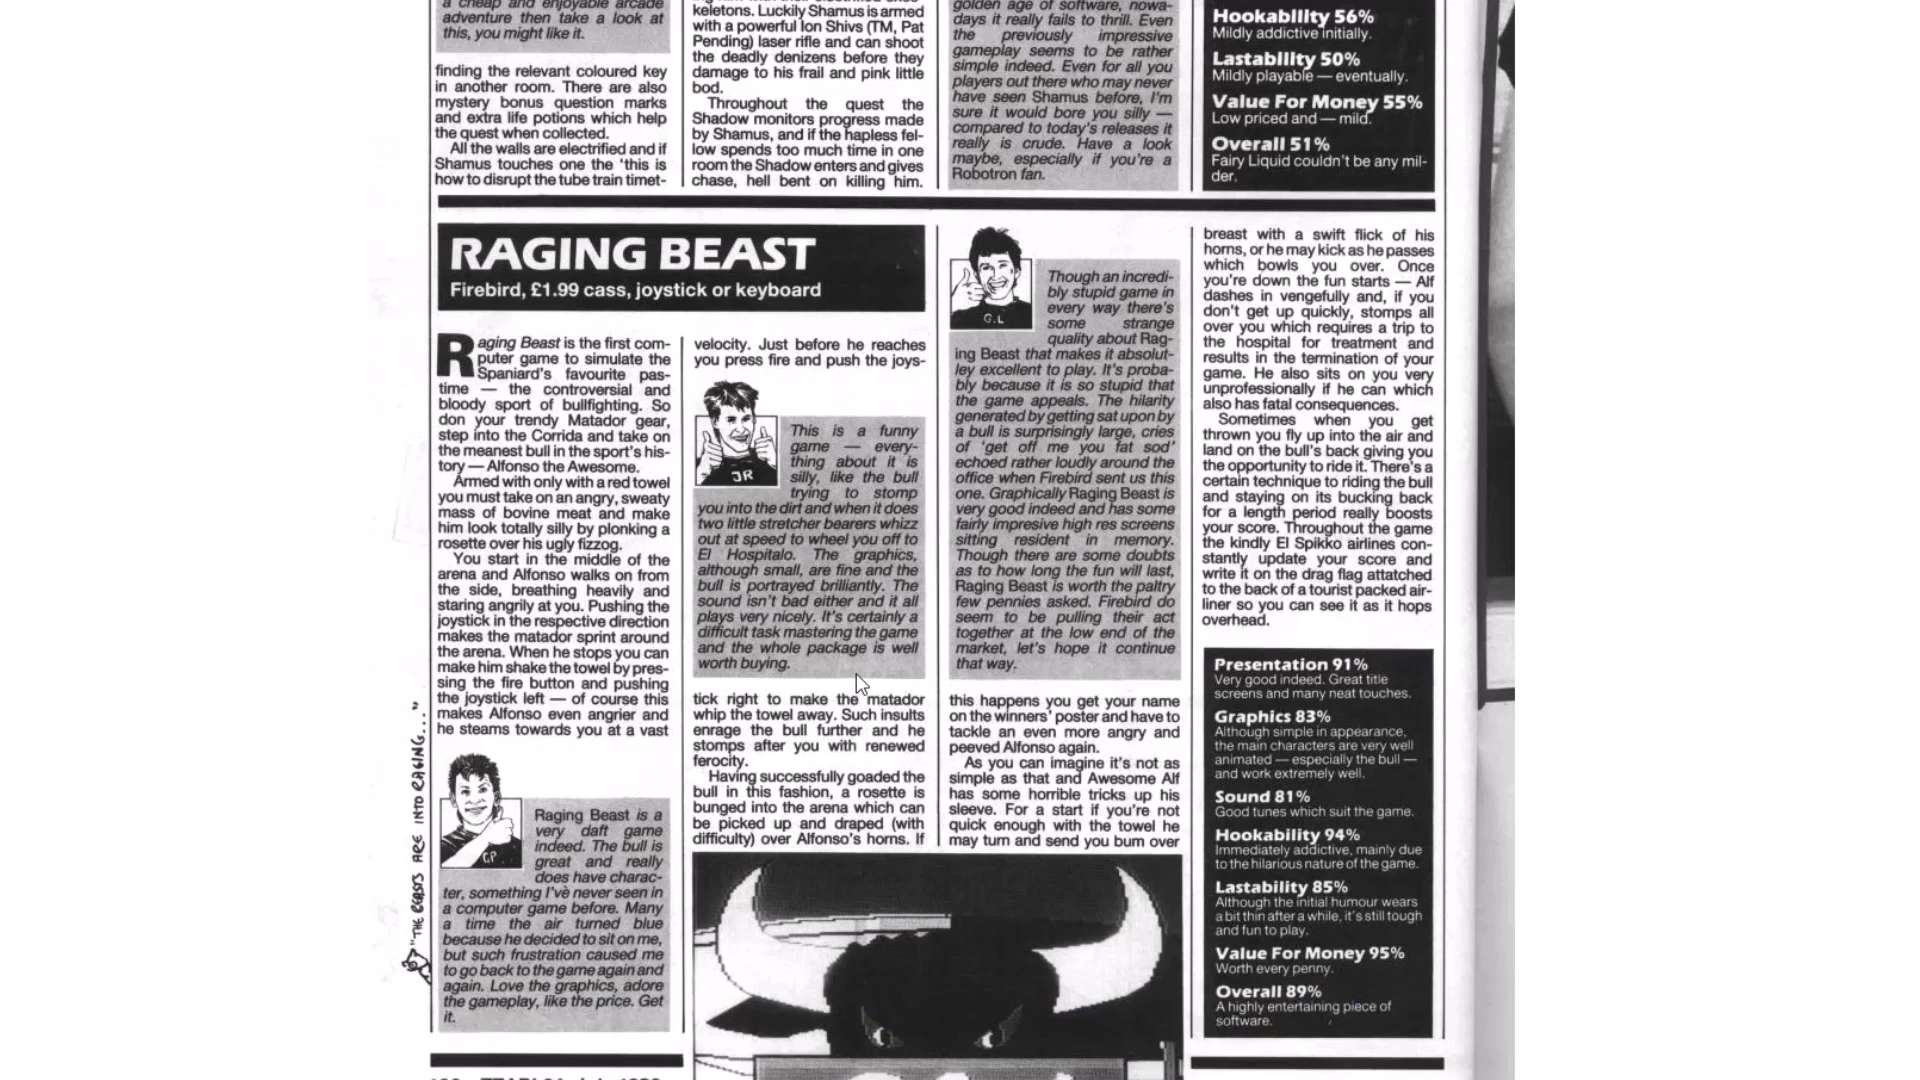 a cheap and enjoyable arcade
adventure then take a look at
this, you might like it.
finding the relevant coloured key
in another room. There are also
mystery bonus question marks
and extra life potions which help
the quest when collected.
All the walls are electrified and if
Shamus touches one the 'this is
how to disrupt the tube train timet-
keletons. Luckily Shamus is armed
with a powerful Ion Shivs (TM, Pat
Pending) laser rifle and can shoot
the deadly denizens before they
damage to his frail and pink little
bod.
Throughout the quest the
Shadow monitors progress made
by Shamus, and if the hapless fel-
low spends too much time in one
room the Shadow enters and gives
chase, hell bent on killing him.
golden age of software, nowa-
days it really fails to thrill. Even
the previously impressive
gameplay seems to be rather
simple indeed. Even for all you
players out there who may never
have seen Shamus before, I'm
sure it would bore you silly —
compared to today's releases it
really is crude. Have a look
maybe, especially if you're a
Robotron fan.
Hookability 56%
Mildly addictive initially.
Lastability 50%
Mildly playable — eventually.
Value For Money 55%
Low priced and — mild.
Overall 51%
Fairy Liquid couldn't be any mil-
der.
RAGING BEAST
Firebird, £1.99 cass, joystick or keyboard
Raging Beast is the first com-
puter game to simulate the
Spaniard's favourite pas-
time — the controversial and
bloody sport of bullfighting. So
don your trendy Matador gear,
step into the Corrida and take on
the meanest bull in the sport's his-
tory — Alfonso the Awesome.
Armed with only with a red towel
you must take on an angry, sweaty
mass of bovine meat and make
him look totally silly by plonking a
rosette over his ugly fizzog.
You start in the middle of the
arena and Alfonso walks on from
the side, breathing heavily and
staring angrily at you. Pushing the
joystick in the respective direction
makes the matador sprint around
the arena. When he stops you can
make him shake the towel by pres-
sing the fire button and pushing
the joystick left — of course this
makes Alfonso even angrier and
he steams towards you at a vast
"THE BEASTS ARE INTO RAGING..."
GP
Raging Beast is a
very daft game
indeed. The bull is
great and really
does have charac-
ter, something I'vè never seen in
a computer game before. Many
a time the air turned blue
because he decided to sit on me,
but such frustration caused me
to go back to the game again and
again. Love the graphics, adore
the gameplay, like the price. Get
it.
velocity. Just before he reaches
you press fire and push the joys-
JR
This is a funny
game — every-
thing about it is
silly, like the bull
trying to stomp
you into the dirt and when it does
two little stretcher bearers whizz
out at speed to wheel you off to
El Hospitalo. The graphics,
although small, are fine and the
bull is portrayed brilliantly. The
sound isn't bad either and it all
plays very nicely. It's certainly a
difficult task mastering the game
and the whole package is well
worth buying.
tick right to make the matador
whip the towel away. Such insults
enrage the bull further and he
stomps after you with renewed
ferocity.
Having successfully goaded the
bull in this fashion, a rosette is
bunged into the arena which can
be picked up and draped (with
difficulty) over Alfonso's horns. If
G.L
Though an incredi-
bly stupid game in
every way there's
some strange
quality about Rag-
ing Beast that makes it absolut-
ley excellent to play. It's proba-
bly because it is so stupid that
the game appeals. The hilarity
generated by getting sat upon by
a bull is surprisingly large, cries
of 'get off me you fat sod'
echoed rather loudly around the
office when Firebird sent us this
one. Graphically Raging Beast is
very good indeed and has some
fairly impresive high res screens
sitting resident in memory.
Though there are some doubts
as to how long the fun will last,
Raging Beast is worth the paltry
few pennies asked. Firebird do
seem to be pulling their act
together at the low end of the
market, let's hope it continue
that way.
this happens you get your name
on the winners' poster and have to
tackle an even more angry and
peeved Alfonso again.
As you can imagine it's not as
simple as that and Awesome Alf
has some horrible tricks up his
sleeve. For a start if you're not
quick enough with the towel he
may turn and send you bum over
breast with a swift flick of his
horns, or he may kick as he passes
which bowls you over. Once
you're down the fun starts — Alf
dashes in vengefully and, if you
don't get up quickly, stomps all
over you which requires a trip to
the hospital for treatment and
results in the termination of your
game. He also sits on you very
unprofessionally if he can which
also has fatal consequences.
Sometimes when you get
thrown you fly up into the air and
land on the bull's back giving you
the opportunity to ride it. There's a
certain technique to riding the bull
and staying on its bucking back
for a length period really boosts
your score. Throughout the game
the kindly El Spikko airlines con-
stantly update your score and
write it on the drag flag attatched
to the back of a tourist packed air-
liner so you can see it as it hops
overhead.
Presentation 91%
Very good indeed. Great title
screens and many neat touches.
Graphics 83%
Although simple in appearance,
the main characters are very well
animated — especially the bull —
and work extremely well.
Sound 81%
Good tunes which suit the game.
Hookability 94%
Immediately addictive, mainly due
to the hilarious nature of the game.
Lastability 85%
Although the initial humour wears
a bit thin after a while, it's still tough
and fun to play.
Value For Money 95%
Worth every penny.
Overall 89%
A highly entertaining piece of
software.